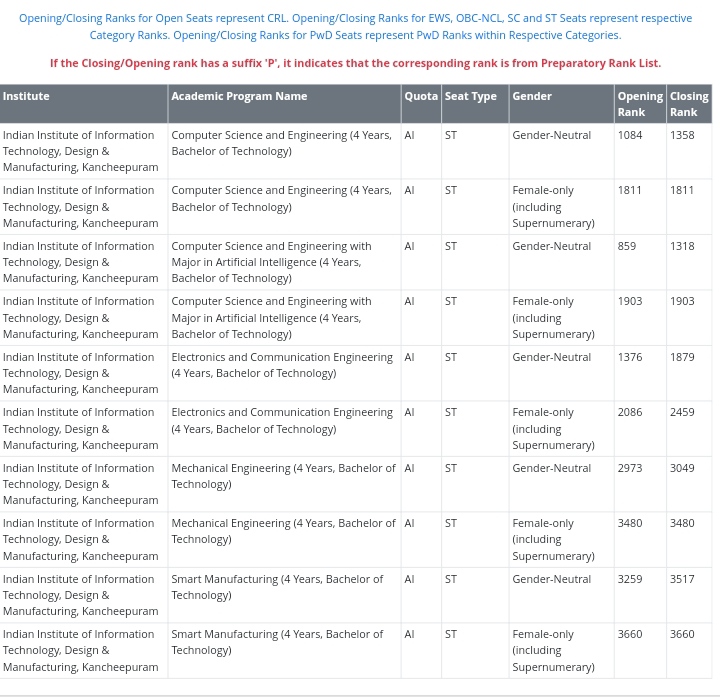 Opening/Closing Ranks for Open Seats represent CRL. Opening/Closing Ranks for EWS, OBC-NCL, SC and ST Seats represent respective
Category Ranks. Opening/Closing Ranks for PwD Seats represent PwD Ranks within Respective Categories.
If the Closing/Opening rank has a suffix 'P', it indicates that the corresponding rank is from Preparatory Rank List.
Institute Academic Program Name Quota Seat Type Gender Opening Closing
Rank Rank
Indian Institute of Information Computer Science and Engineering (4 Years, AI ST Gender-Neutral 1084 1358
Technology, Design & Bachelor of Technology)
Manufacturing, Kancheepuram
Indian Institute of Information Computer Science and Engineering (4 Years, AI ST Female-only 1811 1811
Technology, Design & Bachelor of Technology) (including
Manufacturing, Kancheepuram Supernumerary)
Indian Institute of Information Computer Science and Engineering with AI ST Gender-Neutral 859 1318
Technology, Design & Major in Artificial Intelligence (4 Years,
Manufacturing, Kancheepuram Bachelor of Technology)
Indian Institute of Information Computer Science and Engineering with AI ST Female-only 1903 1903
Technology, Design & Major in Artificial Intelligence (4 Years, (including
Manufacturing, Kancheepuram Bachelor of Technology) Supernumerary)
Indian Institute of Information Electronics and Communication Engineering AI ST Gender-Neutral 1376 1879
Technology, Design & (4 Years, Bachelor of Technology)
Manufacturing, Kancheepuram
Indian Institute of Information Electronics and Communication Engineering AI ST Female-only 2086 2459
Technology, Design & (4 Years, Bachelor of Technology) (including
Manufacturing, Kancheepuram Supernumerary)
Indian Institute of Information Mechanical Engineering (4 Years, Bachelor of AI ST Gender-Neutral 2973 3049
Technology, Design & Technology)
Manufacturing, Kancheepuram
Indian Institute of Information Mechanical Engineering (4 Years, Bachelor of AI ST Female-only 3480 3480
Technology, Design & Technology) (including
Manufacturing, Kancheepuram Supernumerary)
Indian Institute of Information Smart Manufacturing (4 Years, Bachelor of AI ST Gender-Neutral 3259 3517
Technology, Design & Technology)
Manufacturing, Kancheepuram
Indian Institute of Information Smart Manufacturing (4 Years, Bachelor of AI ST Female-only 3660 3660
Technology, Design & Technology) (including
Manufacturing, Kancheepuram Supernumerary)